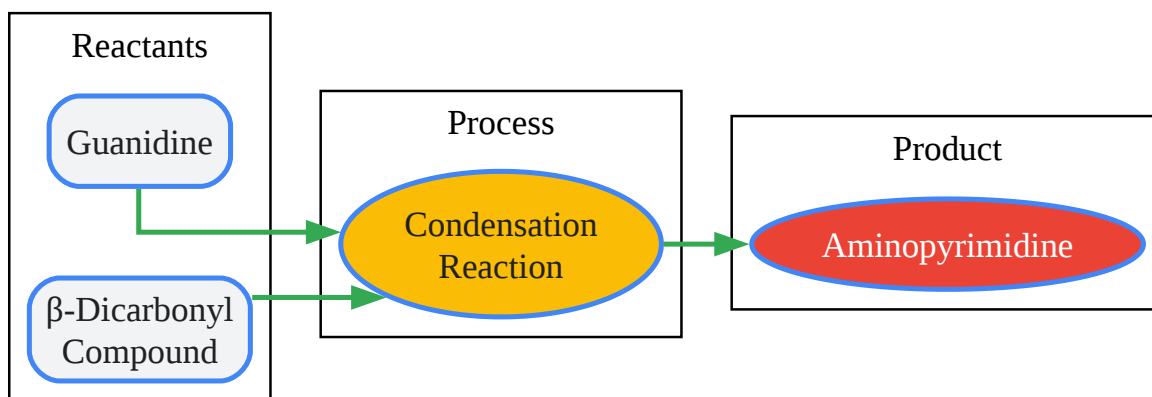 Reactants
Guanidine
β-Dicarbonyl
Compound
Process
Condensation
Reaction
Product
Aminopyrimidine